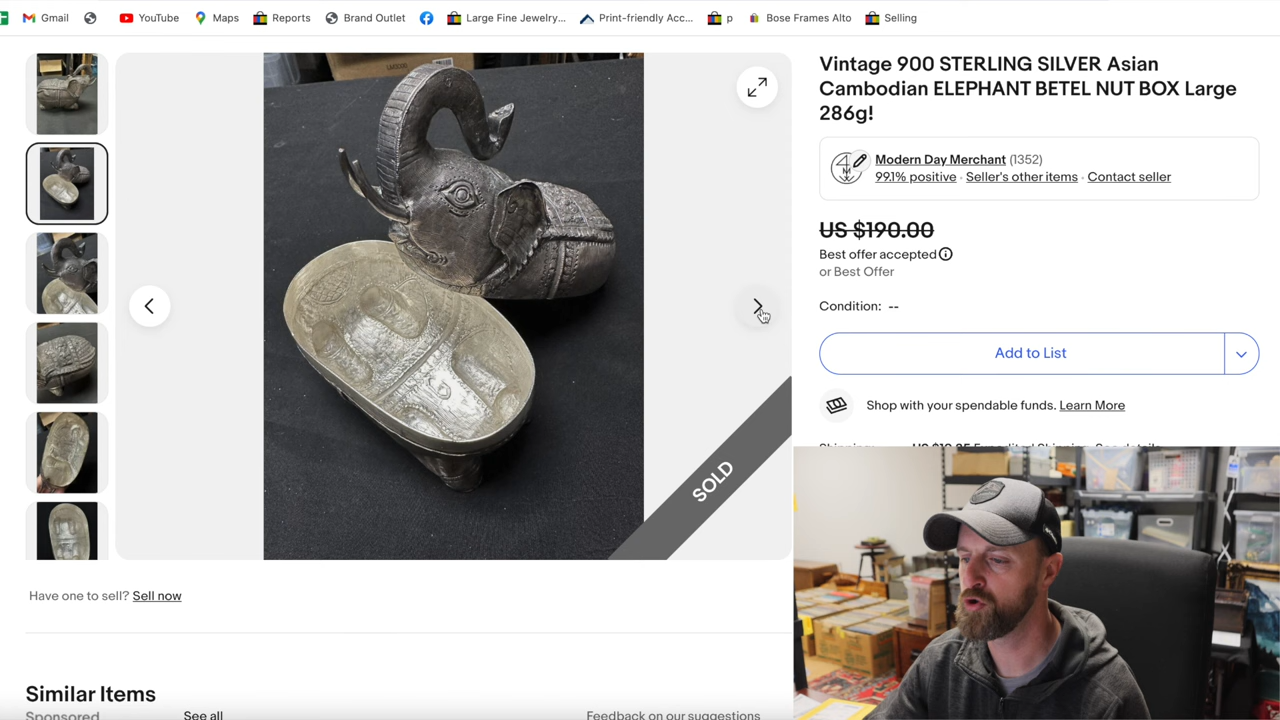 Gmail
YouTube
Maps
Reports
Brand Outlet
Large Fine Jewelry...
Print-friendly Acc...
p
Bose Frames Alto
Selling
Vintage 900 STERLING SILVER Asian
Cambodian ELEPHANT BETEL NUT BOX Large
286g!
Modern Day Merchant (1352)
99.1% positive · Seller's other items · Contact seller
US $190.00
Best offer accepted
or Best Offer
Condition: --
Add to List
Shop with your spendable funds. Learn More
SOLD
Have one to sell? Sell now
Similar Items
Sponsored
See all
Feedback on our suggestions